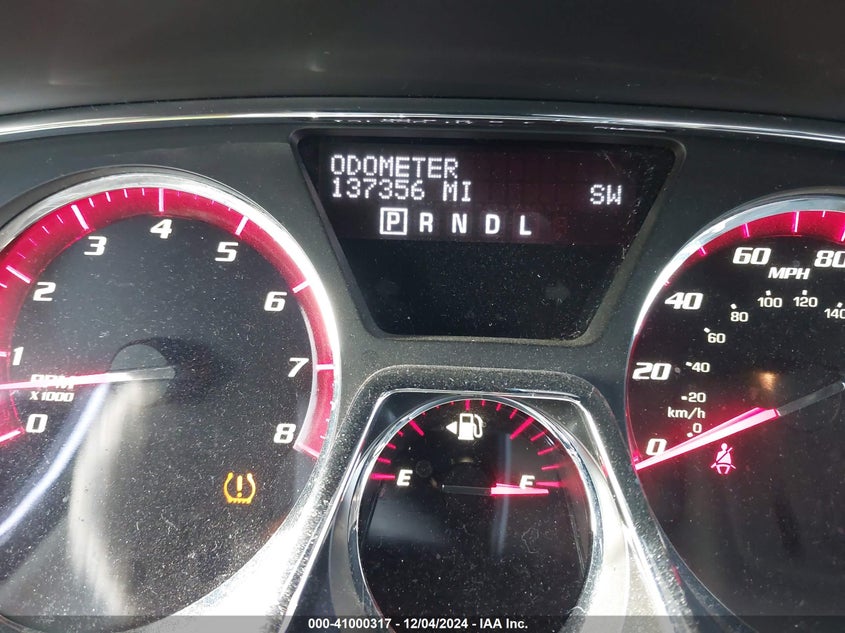 ODOMETER
137356 MI SW
P R N D L
0 1 2 3 4 5 6 7 8
RPM
X1000
E F
0 20 40 60 80
MPH
0 20 40 60 80 100 120 140
km/h
000-41000317 - 12/04/2024 - IAA Inc.